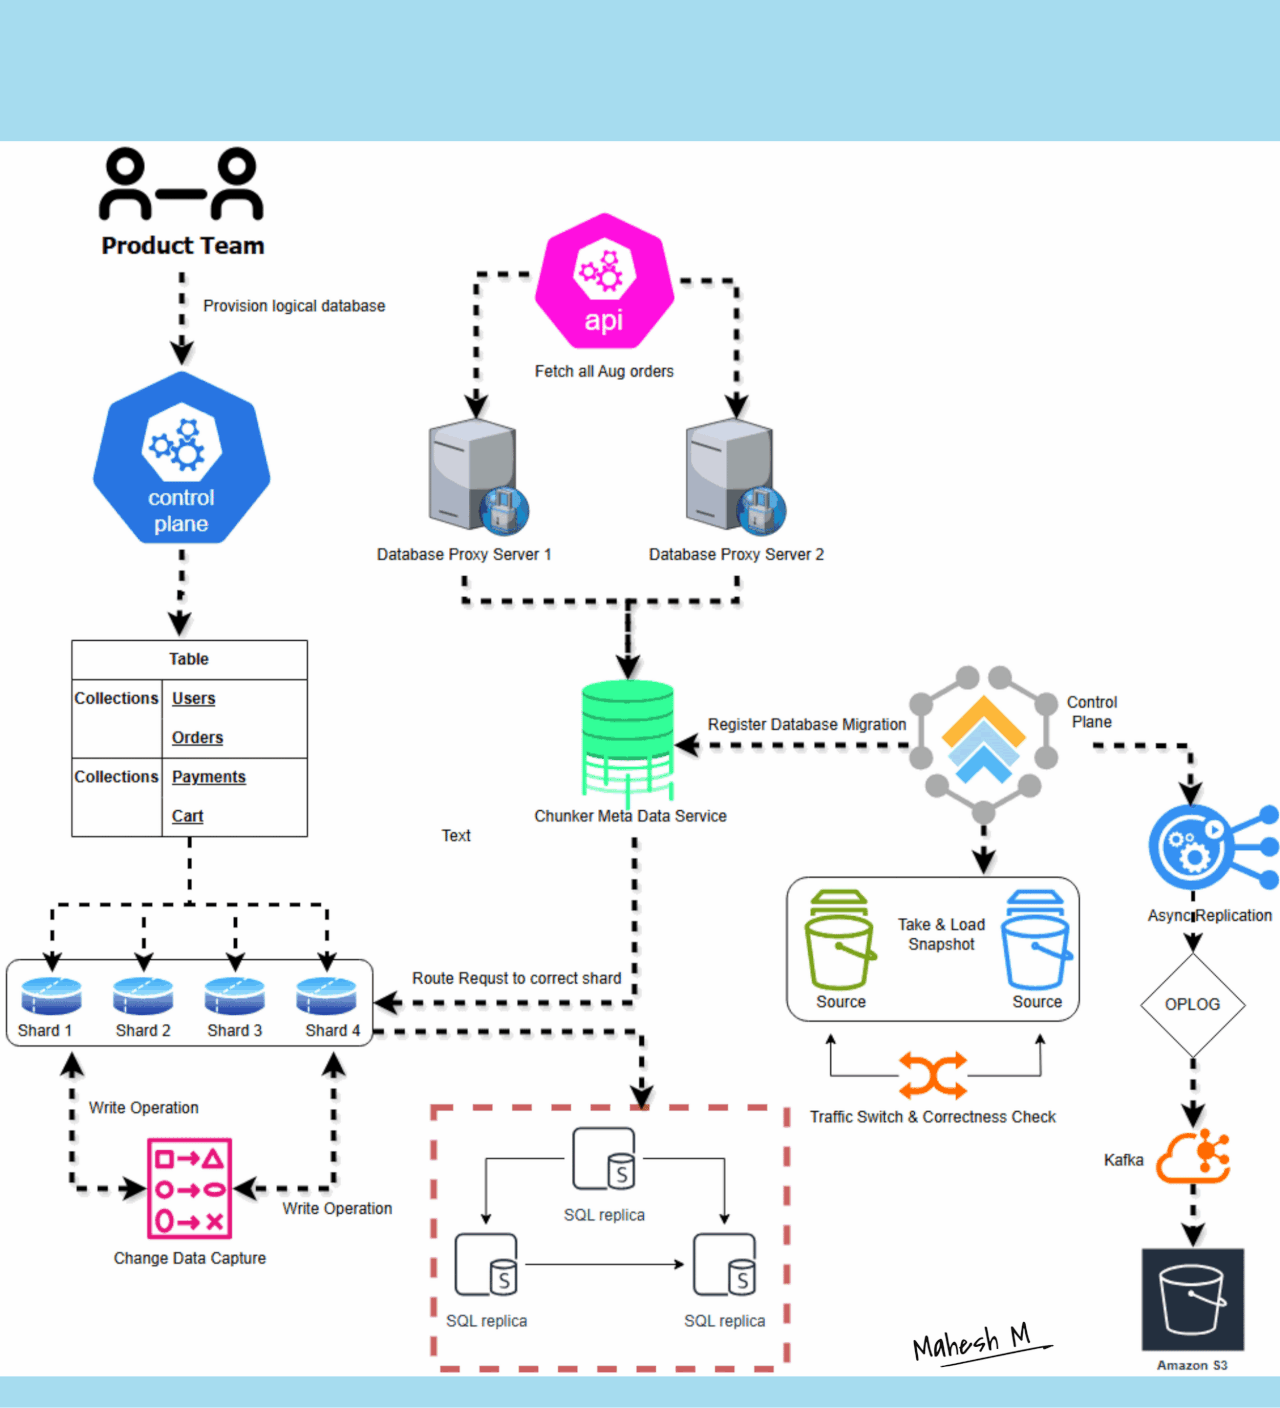 Product Team
Provision logical database
control
plane
Table
Collections Users
Orders
Collections Payments
Cart
Shard 1 Shard 2 Shard 3 Shard 4
Write Operation
Write Operation
Change Data Capture
api
Fetch all Aug orders
Database Proxy Server 1
Database Proxy Server 2
Register Database Migration
Chunker Meta Data Service
Text
Route Requst to correct shard
S
SQL replica
S
SQL replica
S
SQL replica
Control
Plane
Take & Load
Snapshot
Source
Source
Traffic Switch & Correctness Check
Async Replication
OPLOG
Kafka
Amazon S3
Mahesh M